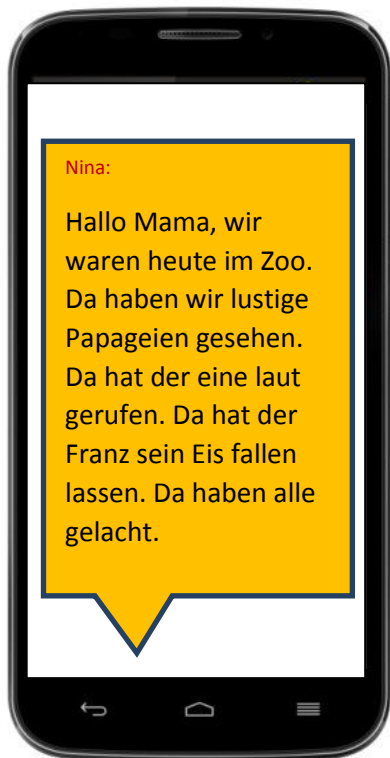 Nina:
Hallo Mama, wir
waren heute im Zoo.
Da haben wir lustige
Papageien gesehen.
Da hat der eine laut
gerufen. Da hat der
Franz sein Eis fallen
lassen. Da haben alle
gelacht.